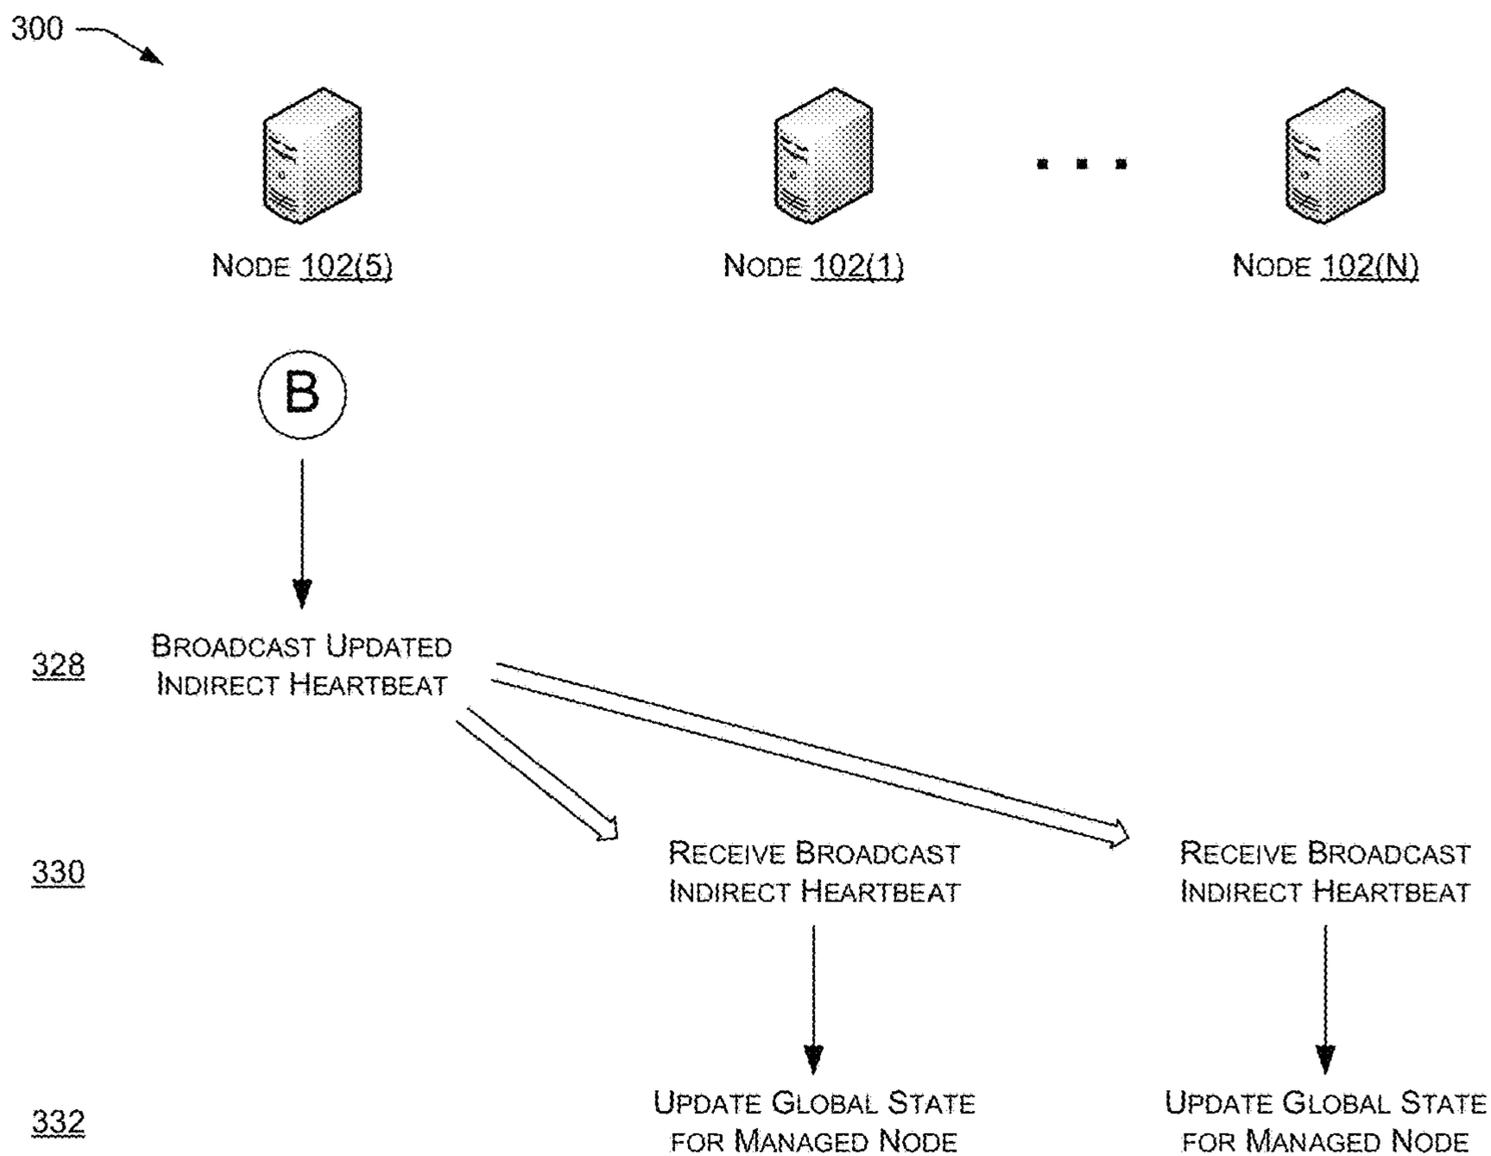 300
NODE 102(5)
NODE 102(1)
NODE 102(N)
B
328
BROADCAST UPDATED
INDIRECT HEARTBEAT
330
RECEIVE BROADCAST
INDIRECT HEARTBEAT
RECEIVE BROADCAST
INDIRECT HEARTBEAT
332
UPDATE GLOBAL STATE
FOR MANAGED NODE
UPDATE GLOBAL STATE
FOR MANAGED NODE